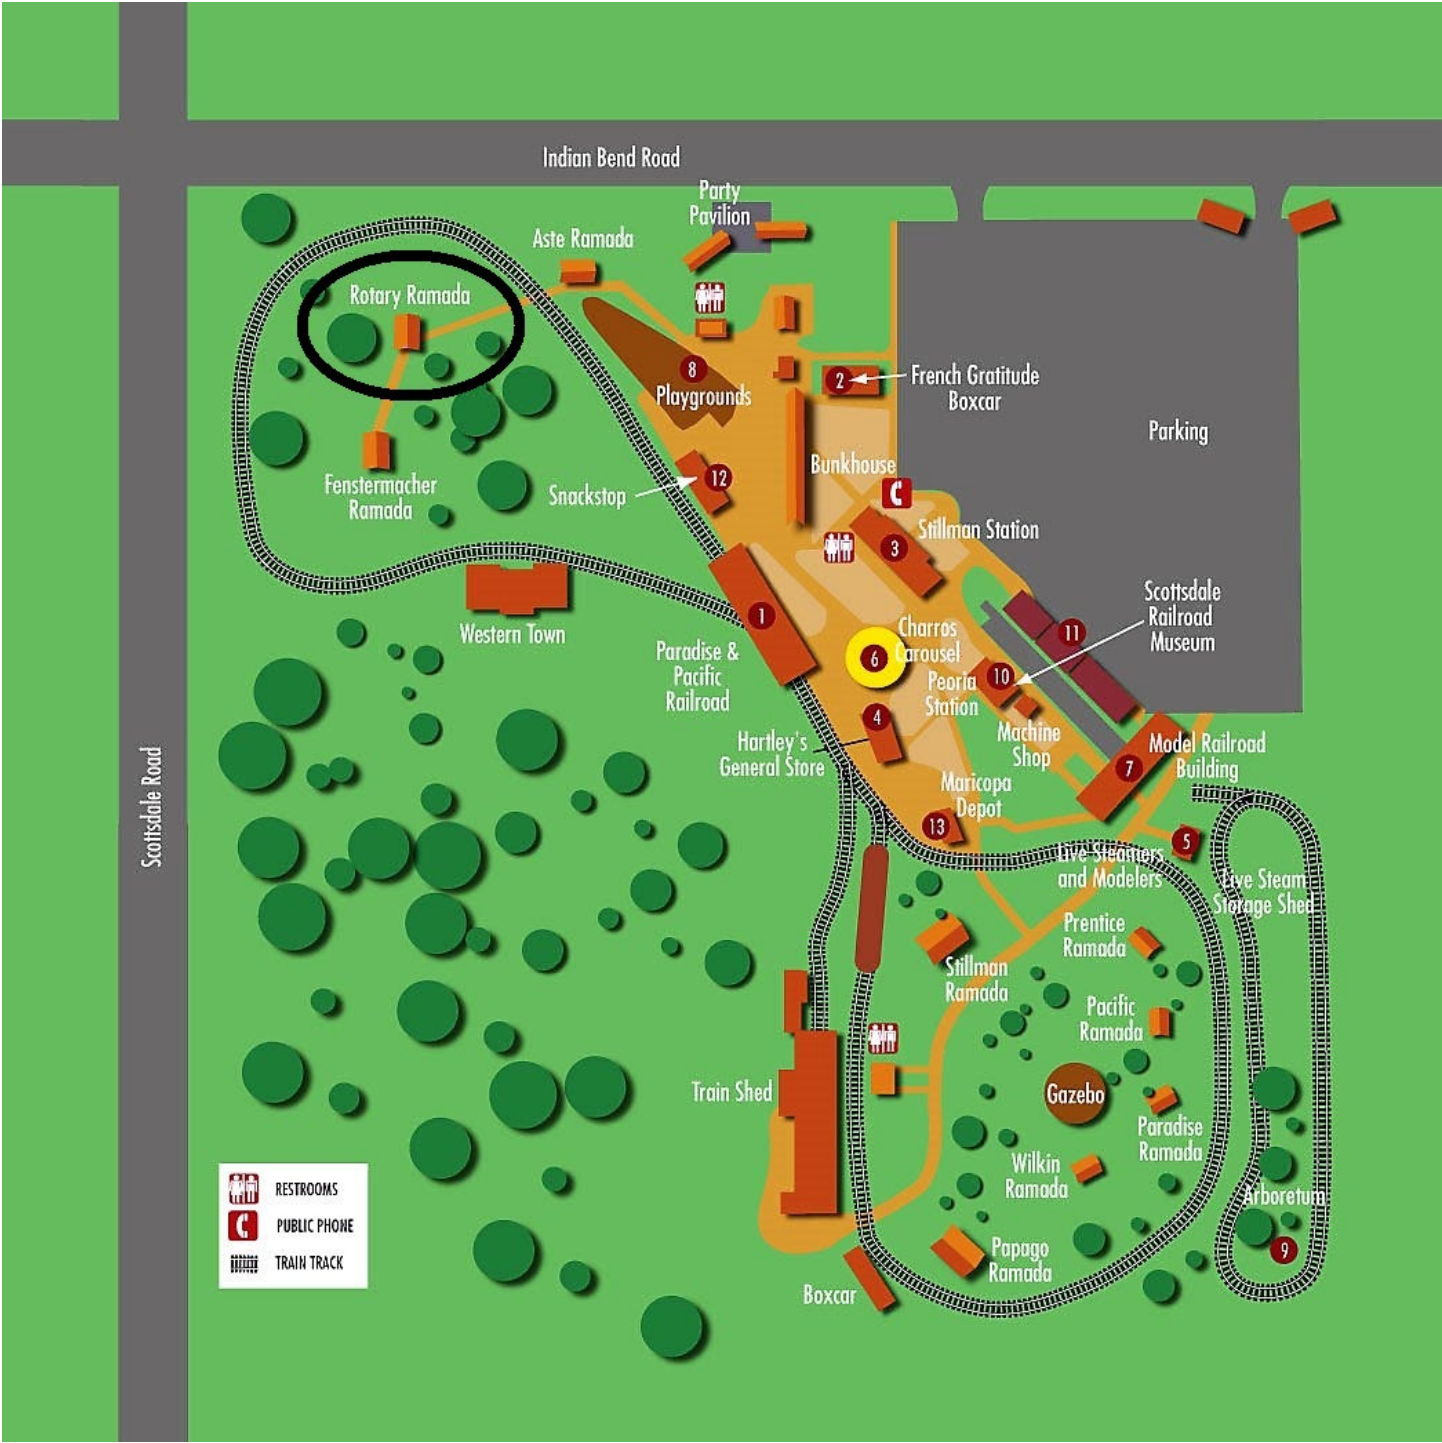 Indian Bend Road
Party
Pavilion
Aste Ramada
Rotary Ramada
8
Playgrounds
2
French Gratitude
Boxcar
Parking
Bunkhouse
12
Snackstop
Fenstermacher
Ramada
Stillman Station
3
Scottsdale
Railroad
Museum
11
1
Western Town
Paradise &
Pacific
Railroad
Charros
Carousel
6
10
Peoria
Station
4
Machine
Shop
Hartley's
General Store
Model Railroad
Building
7
Maricopa
Depot
13
5
Scottsdale Road
Live Steamers
and Modelers
Live Steam
Storage Shed
Prentice
Ramada
Stillman
Ramada
Pacific
Ramada
Train Shed
Gazebo
Paradise
Ramada
Wilkin
Ramada
Arboretum
9
Papago
Ramada
Boxcar
RESTROOMS
PUBLIC PHONE
TRAIN TRACK